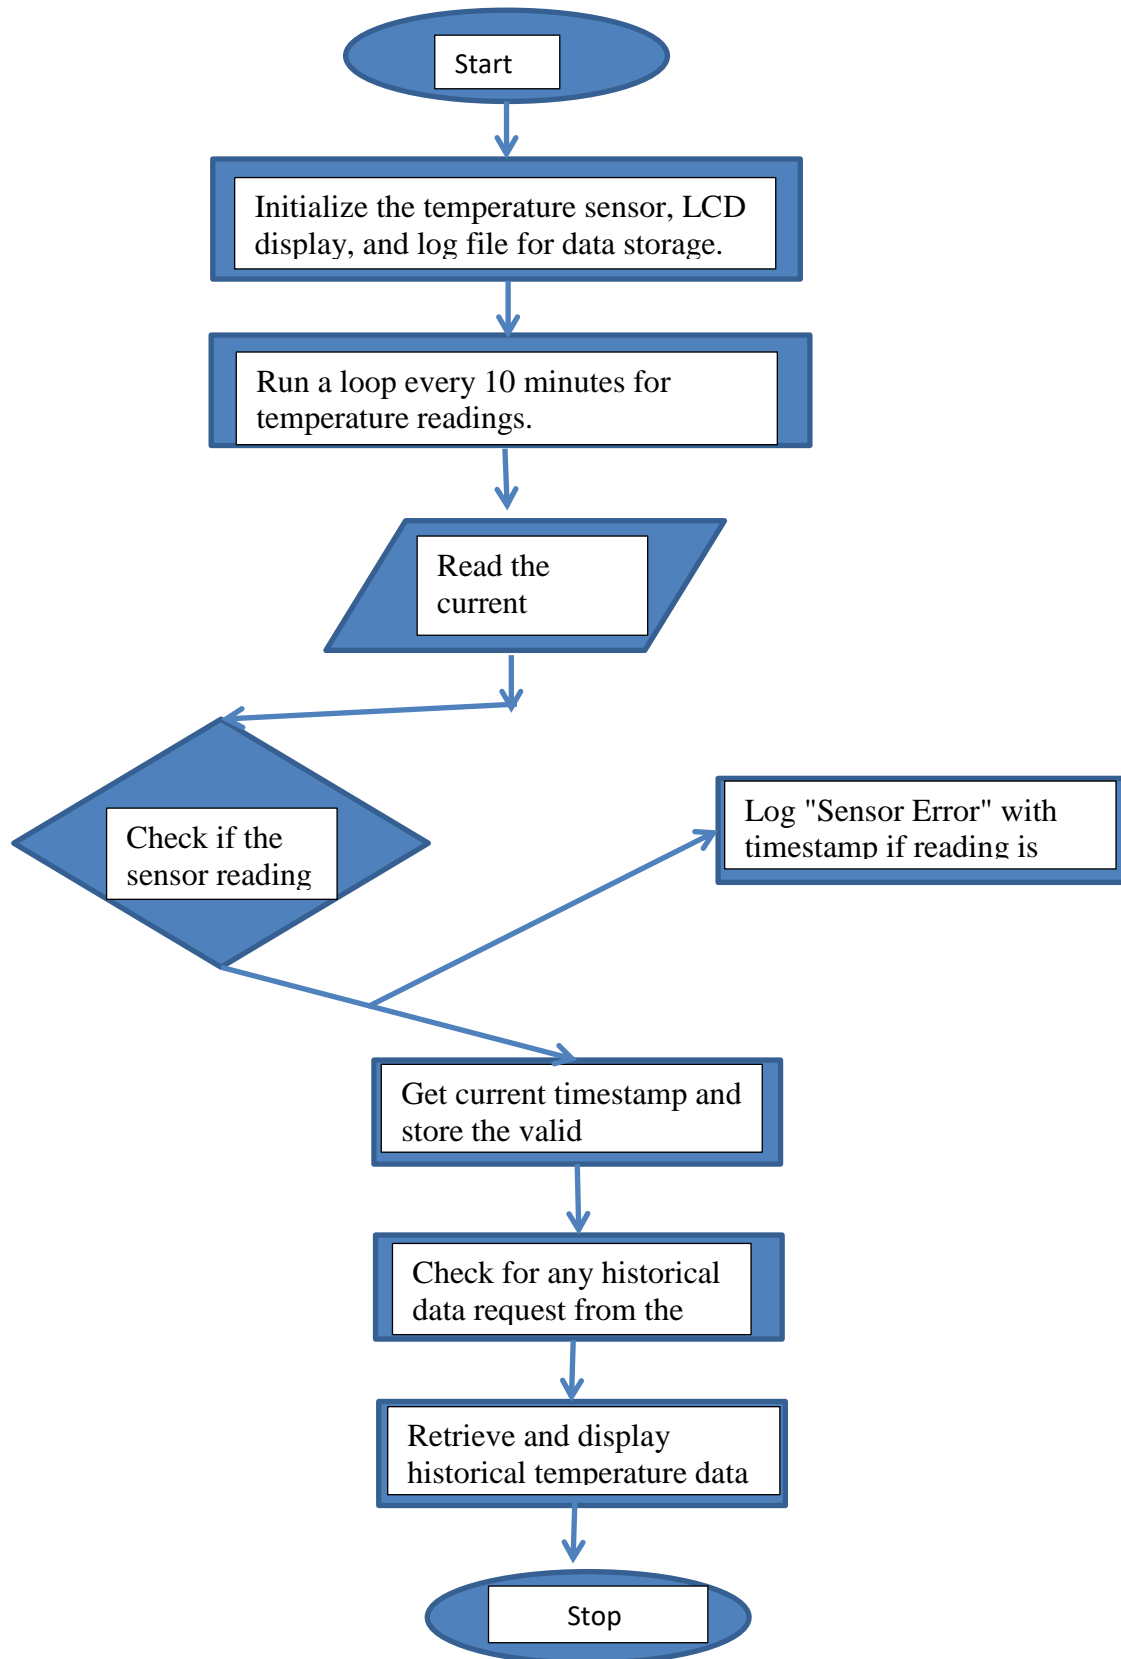 Start
Initialize the temperature sensor, LCD
display, and log file for data storage.
Run a loop every 10 minutes for
temperature readings.
Read the
current
Check if the
sensor reading
Log "Sensor Error" with
timestamp if reading is
Get current timestamp and
store the valid
Check for any historical
data request from the
Retrieve and display
historical temperature data
Stop